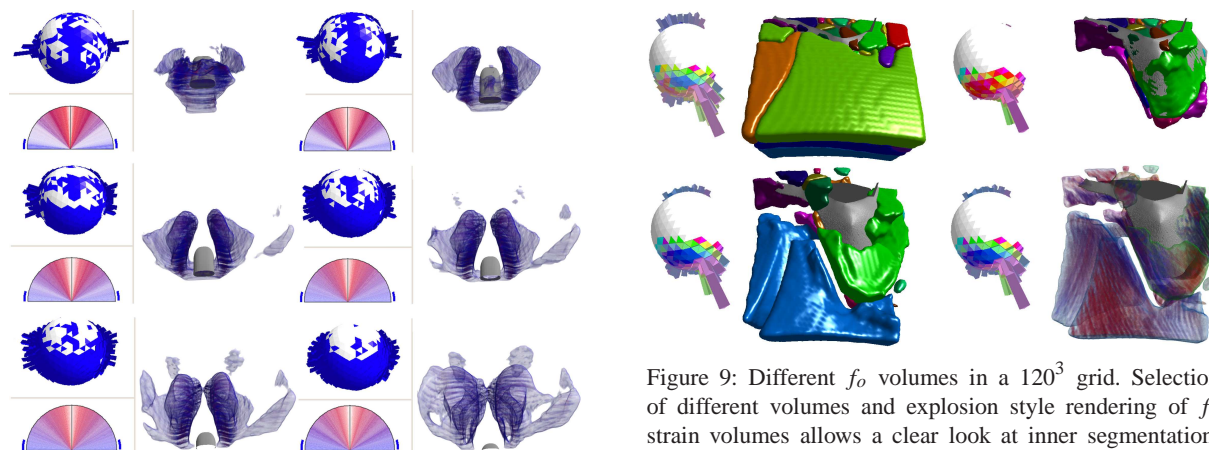 Figure 9: Different fo volumes in a 120³ grid. Selectio
of different volumes and explosion style rendering of f
strain volumes allows a clear look at inner segmentation